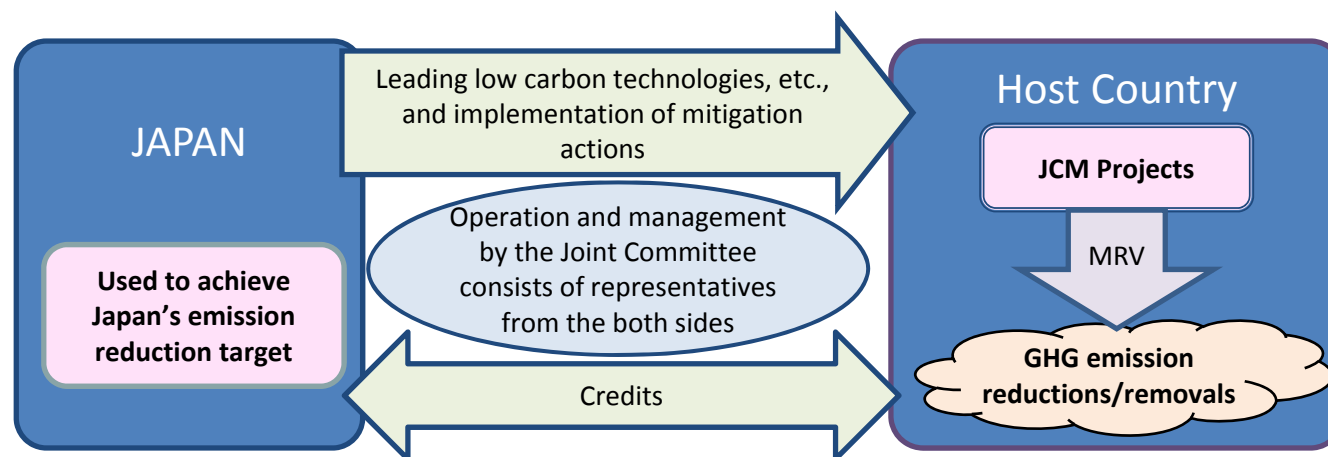 JAPAN
Used to achieve
Japan's emission
reduction target
Leading low carbon technologies, etc.,
and implementation of mitigation
actions
Operation and management
by the Joint Committee
consists of representatives
from the both sides
Credits
Host Country
JCM Projects
MRV
GHG emission
reductions/removals